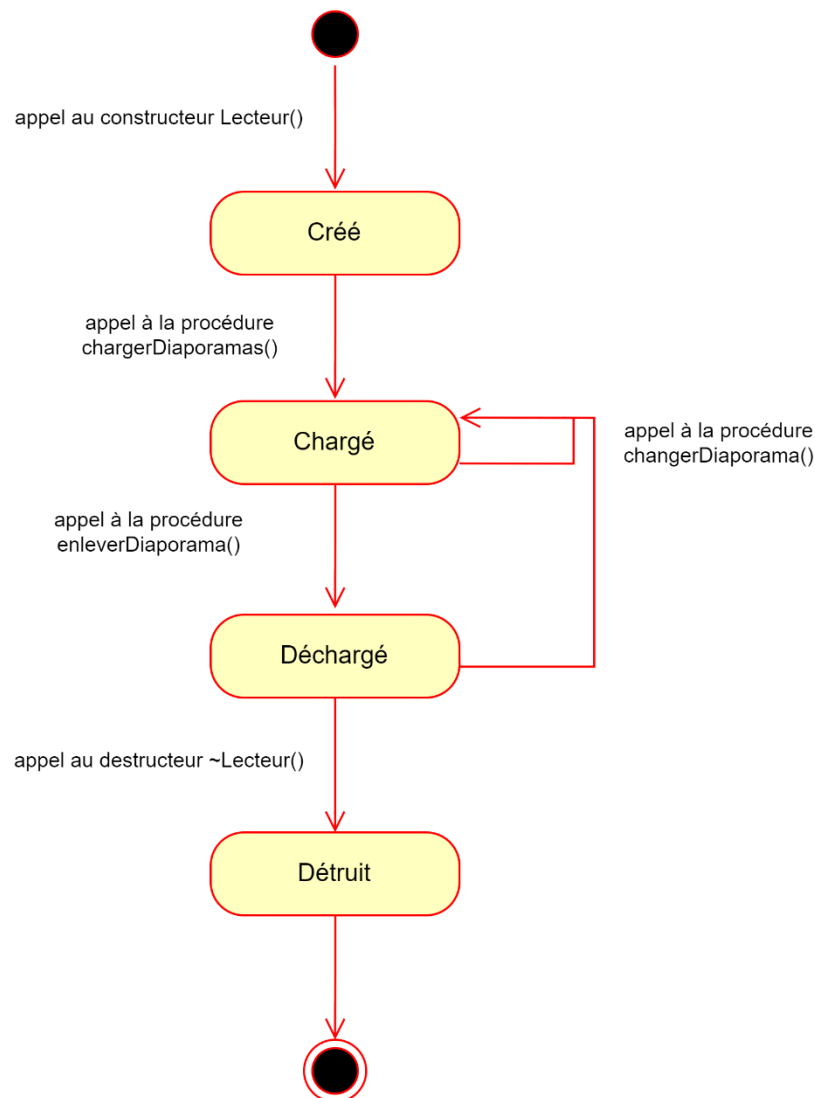 appel au constructeur Lecteur()
Créé
appel à la procédure
chargerDiaporamas()
Chargé
appel à la procédure
changerDiaporama()
appel à la procédure
enleverDiaporama()
Déchargé
appel au destructeur ~Lecteur()
Détruit